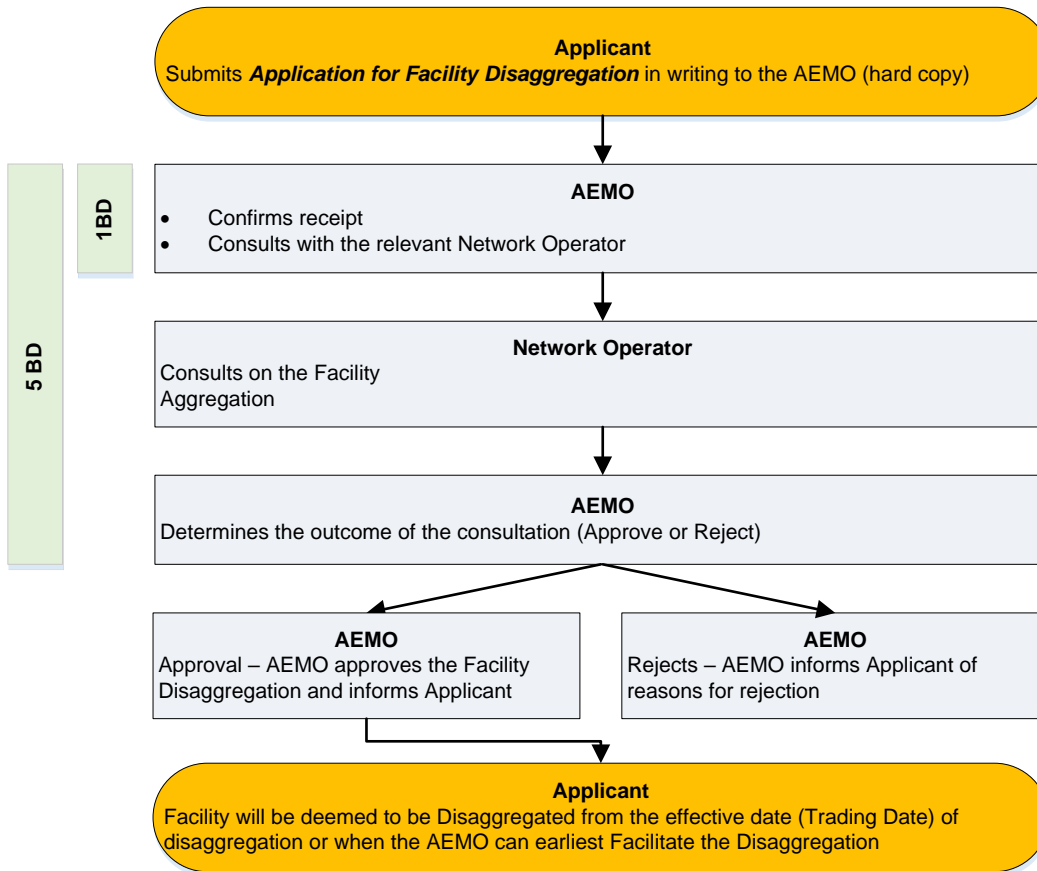 Applicant
Submits Application for Facility Disaggregation in writing to the AEMO (hard copy)
5 BD
1BD
AEMO
• Confirms receipt
• Consults with the relevant Network Operator
Network Operator
Consults on the Facility
Aggregation
AEMO
Determines the outcome of the consultation (Approve or Reject)
AEMO
Approval – AEMO approves the Facility
Disaggregation and informs Applicant
AEMO
Rejects – AEMO informs Applicant of
reasons for rejection
Applicant
Facility will be deemed to be Disaggregated from the effective date (Trading Date) of
disaggregation or when the AEMO can earliest Facilitate the Disaggregation